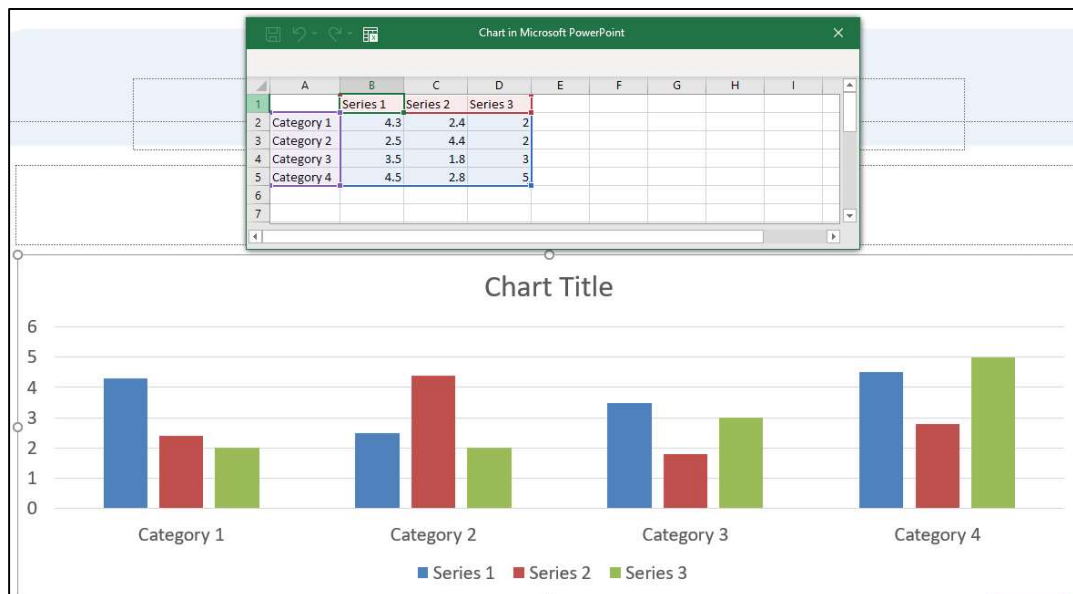 Chart in Microsoft PowerPoint
A B C D E F G H I
1 Series 1 Series 2 Series 3
2 Category 1 4.3 2.4 2
3 Category 2 2.5 4.4 2
4 Category 3 3.5 1.8 3
5 Category 4 4.5 2.8 5
6
7
Chart Title
6
5
4
3
2
1
0
Category 1 Category 2 Category 3 Category 4
Series 1 Series 2 Series 3